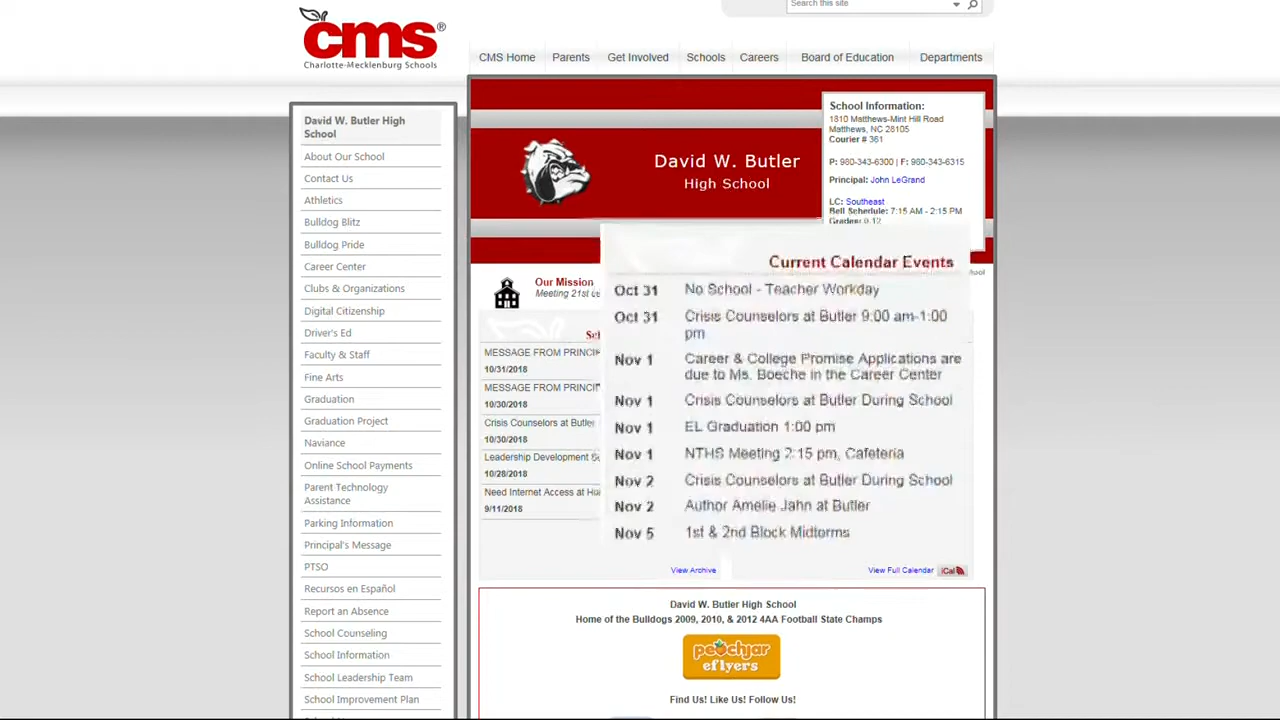 Search this site
cms®
Charlotte-Mecklenburg Schools
CMS Home Parents Get Involved Schools Careers Board of Education Departments
David W. Butler High
School
About Our School
Contact Us
Athletics
Bulldog Blitz
Bulldog Pride
Career Center
Clubs & Organizations
Digital Citizenship
Driver's Ed
Faculty & Staff
Fine Arts
Graduation
Graduation Project
Naviance
Online School Payments
Parent Technology
Assistance
Parking Information
Principal's Message
PTSO
Recursos en Español
Report an Absence
School Counseling
School Information
School Leadership Team
School Improvement Plan
David W. Butler
High School
School Information:
1810 Matthews-Mint Hill Road
Matthews, NC 28105
Courier # 361
P: 980-343-6300 | F: 980-343-6315
Principal: John LeGrand
LC: Southeast
Bell Schedule: 7:15 AM - 2:15 PM
Grades: 9-12
Our Mission
Meeting 21st
MESSAGE FROM PRINCI
10/31/2018
MESSAGE FROM PRINCI
10/30/2018
Crisis Counselors at Butler
10/30/2018
Leadership Development
10/28/2018
Need Internet Access at
9/11/2018
View Archive
Current Calendar Events
Oct 31 No School - Teacher Workday
Oct 31 Crisis Counselors at Butler 9:00 am-1:00
pm
Nov 1 Career & College Promise Applications are
due to Ms. Boeche in the Career Center
Nov 1 Crisis Counselors at Butler During School
Nov 1 EL Graduation 1:00 pm
Nov 1 NTHS Meeting 2:15 pm, Cafeteria
Nov 2 Crisis Counselors at Butler During School
Nov 2 Author Amelie Jahn at Butler
Nov 5 1st & 2nd Block Midterms
View Full Calendar iCal
David W. Butler High School
Home of the Bulldogs 2009, 2010, & 2012 4AA Football State Champs
peachjar
eflyers
Find Us! Like Us! Follow Us!